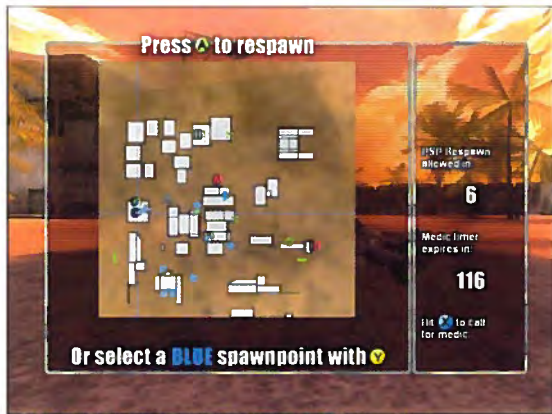 Press A to respawn
PSP Respawn
allowed in
6
Medic timer
expires in:
116
Hit X to call
for medic
Or select a BLUE spawnpoint with Y